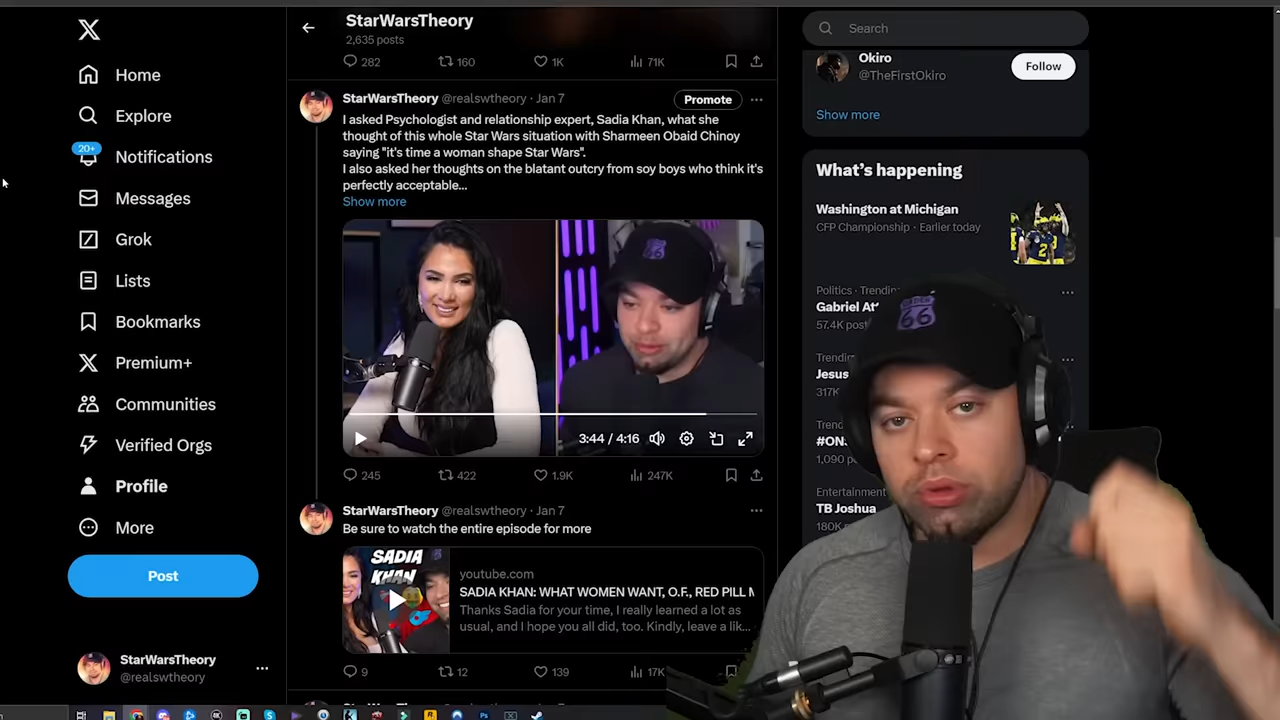 Home
Explore
20+
Notifications
Messages
Grok
Lists
Bookmarks
Premium+
Communities
Verified Orgs
Profile
More
Post
StarWarsTheory
@realswtheory
StarWarsTheory
2,635 posts
282 160 1K 71K
StarWarsTheory @realswtheory · Jan 7
Promote
I asked Psychologist and relationship expert, Sadia Khan, what she
thought of this whole Star Wars situation with Sharmeen Obaid Chinoy
saying "it's time a woman shape Star Wars".
I also asked her thoughts on the blatant outcry from soy boys who think it's
perfectly acceptable...
Show more
66
3:44 / 4:16
245 422 1.9K 247K
StarWarsTheory @realswtheory · Jan 7
Be sure to watch the entire episode for more
SADIA
KHAN
youtube.com
SADIA KHAN: WHAT WOMEN WANT, O.F., RED PILL
Thanks Sadia for your time, I really learned a lot as
usual, and I hope you all did, too. Kindly, leave a lik...
9 12 139 17K
Search
Okiro
@TheFirstOkiro
Follow
Show more
What's happening
Washington at Michigan
CFP Championship · Earlier today
Politics · Trending
Gabriel
57.4K
Jesus
317K
1,090
Entertainment
TB Joshua
180K
ORDER
66